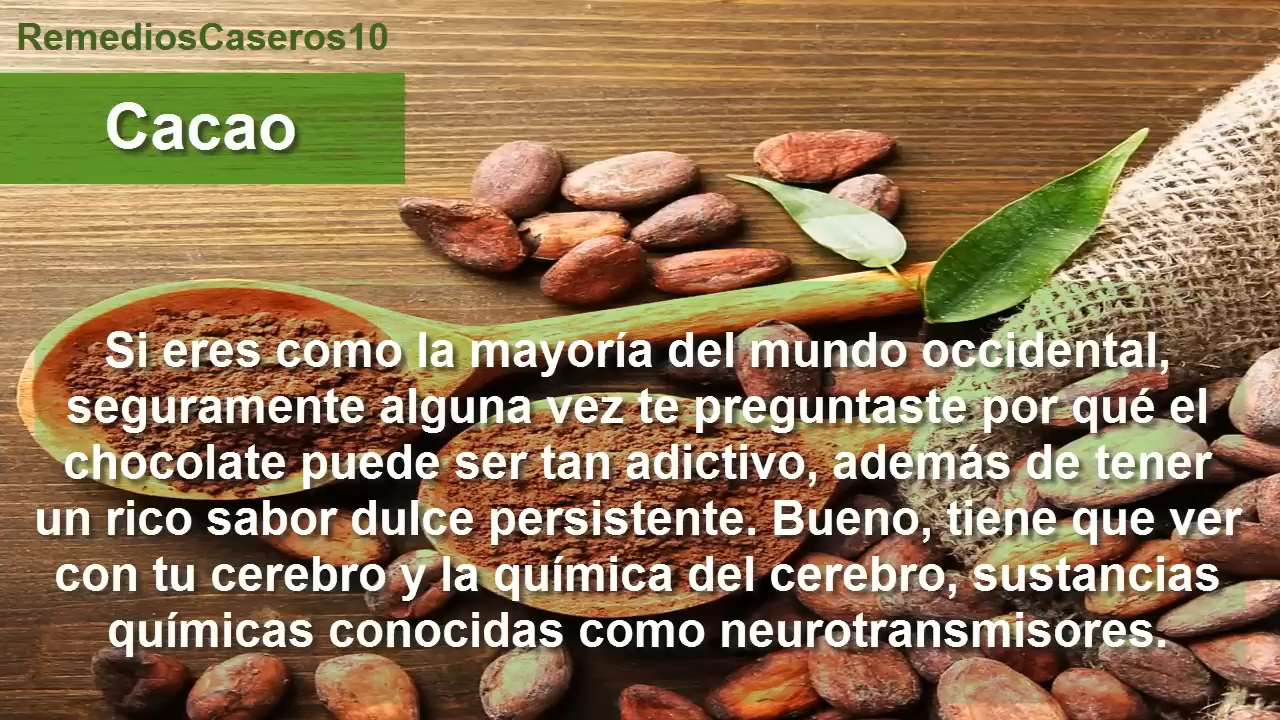 RemediosCaseros10
Cacao
Si eres como la mayoría del mundo occidental,
seguramente alguna vez te preguntaste por qué el
chocolate puede ser tan adictivo, además de tener
un rico sabor dulce persistente. Bueno, tiene que ver
con tu cerebro y la química del cerebro, sustancias
químicas conocidas como neurotransmisores.